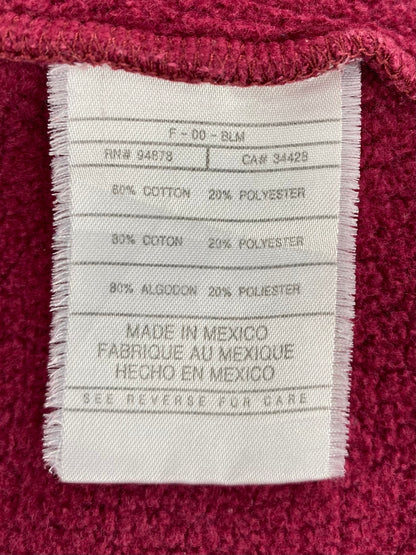 F - 00 - BLM
RN# 94878 CA# 34428
80% COTTON 20% POLYESTER
80% COTON 20% POLYESTER
80% ALGODON 20% POLIESTER
MADE IN MEXICO
FABRIQUE AU MEXIQUE
HECHO EN MEXICO
SEE REVERSE FOR CARE